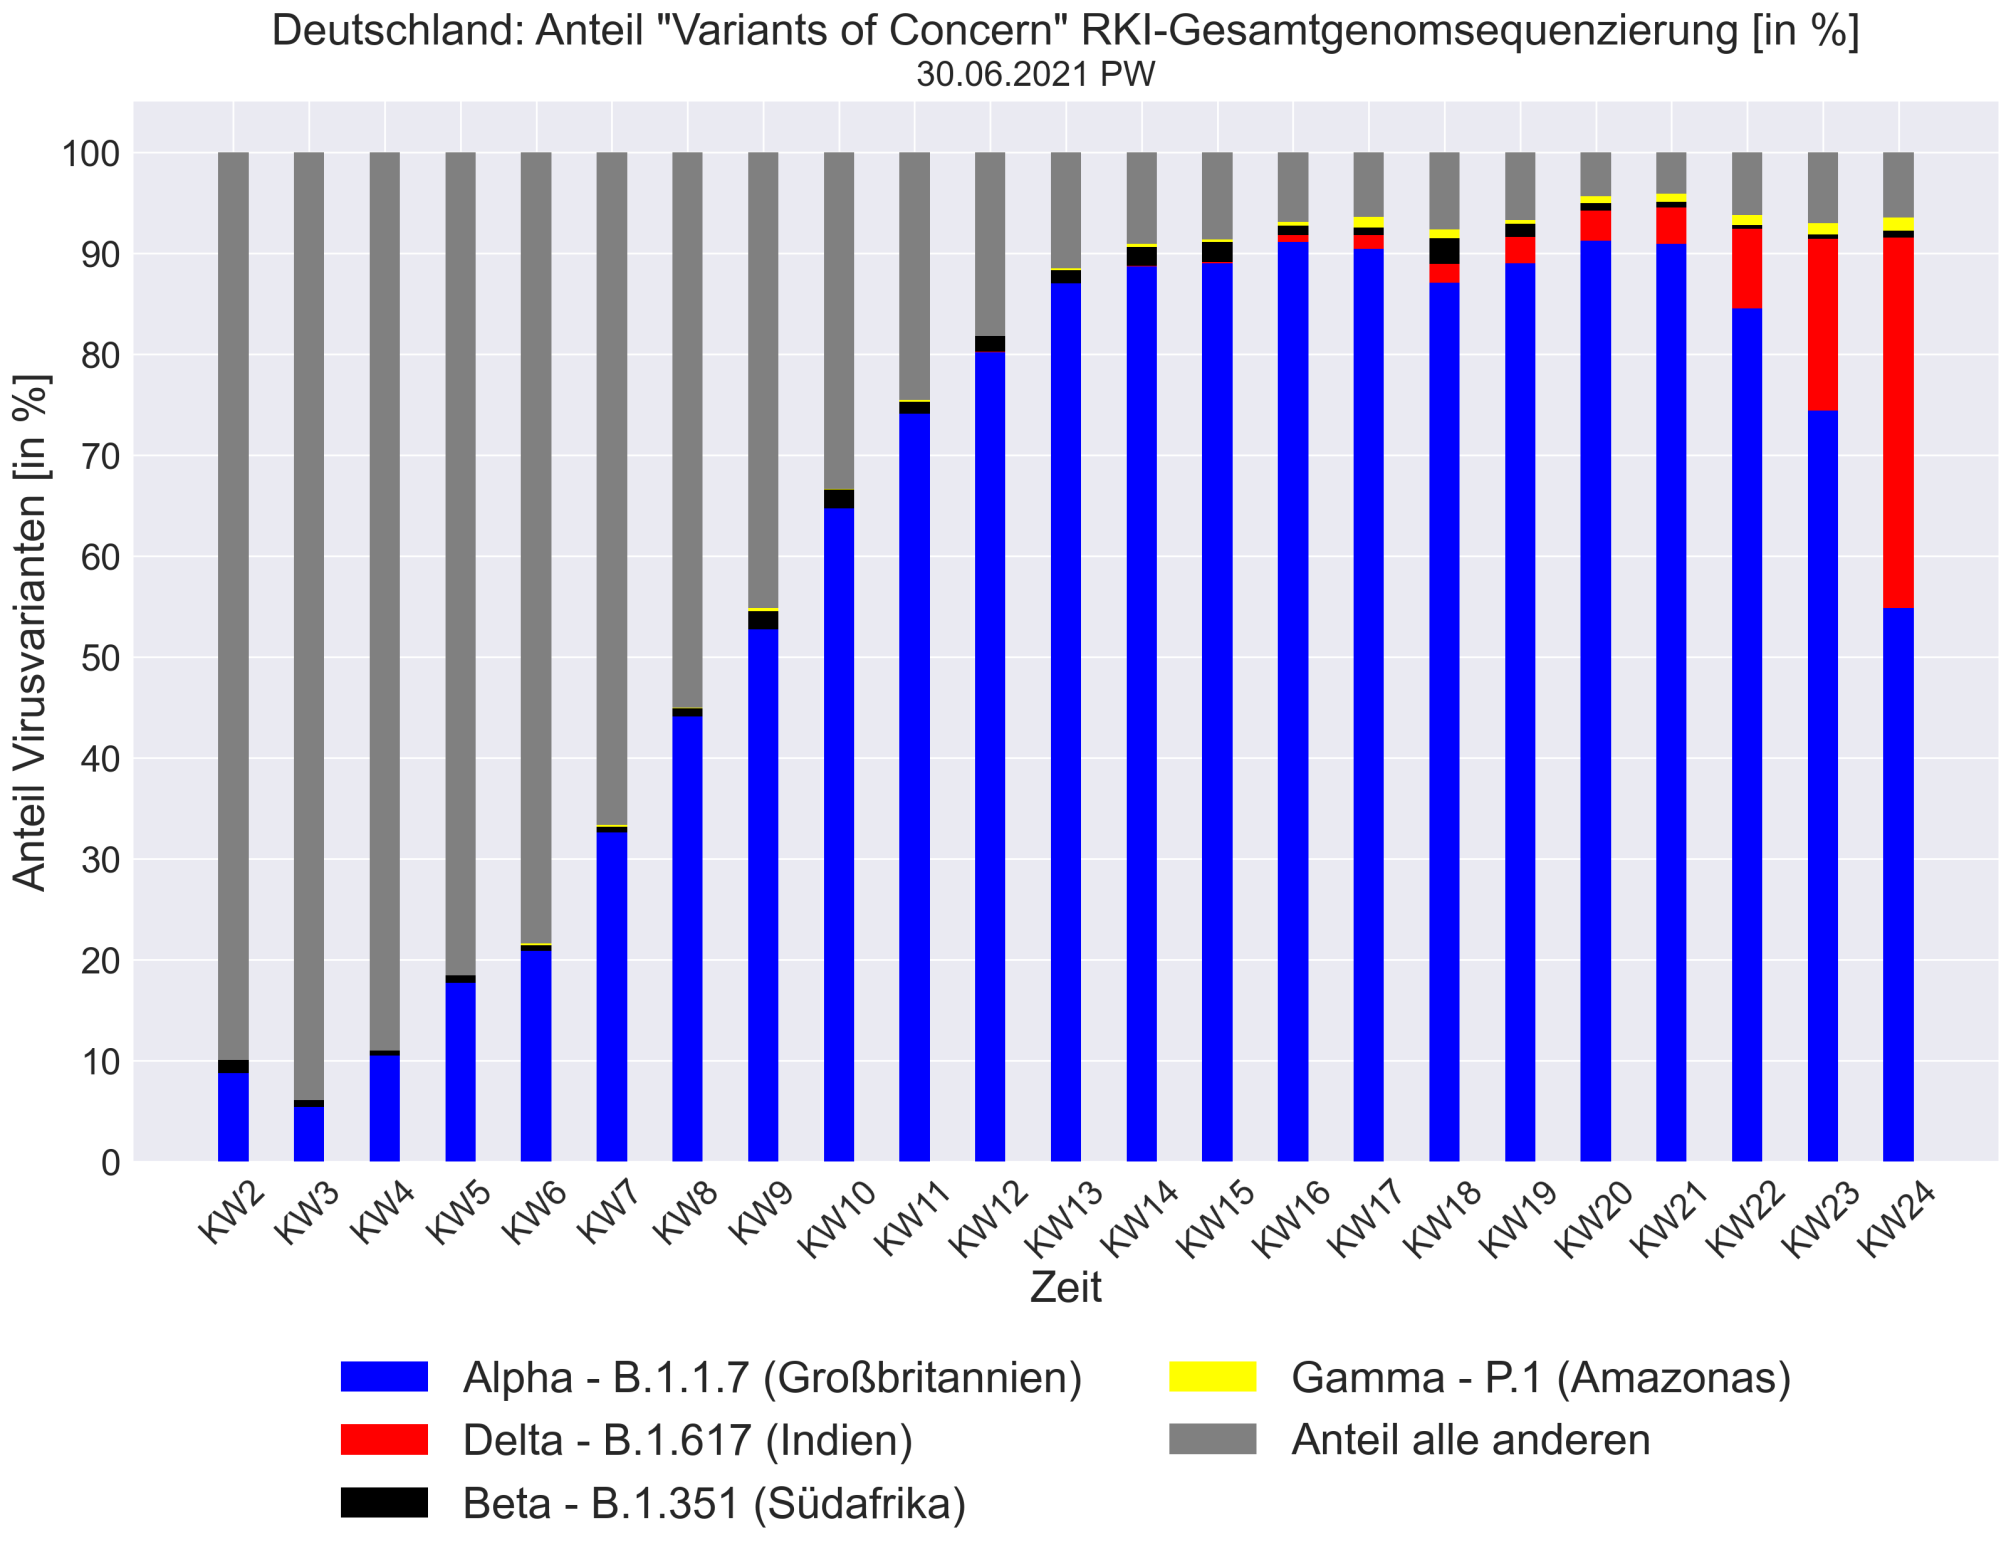 Deutschland: Anteil "Variants of Concern" RKI-Gesamtgenomsequenzierung [in %]
30.06.2021 PW
Anteil Virusvarianten [in %]
100
90
80
70
60
50
40
30
20
10
0
KW2
KW3
KW4
KW5
KW6
KW7
KW8
KW9
KW10
KW11
KW12
KW13
KW14
KW15
KW16
KW17
KW18
KW19
KW20
KW21
KW22
KW23
KW24
Zeit
Alpha - B.1.1.7 (Großbritannien)
Delta - B.1.617 (Indien)
Beta - B.1.351 (Südafrika)
Gamma - P.1 (Amazonas)
Anteil alle anderen